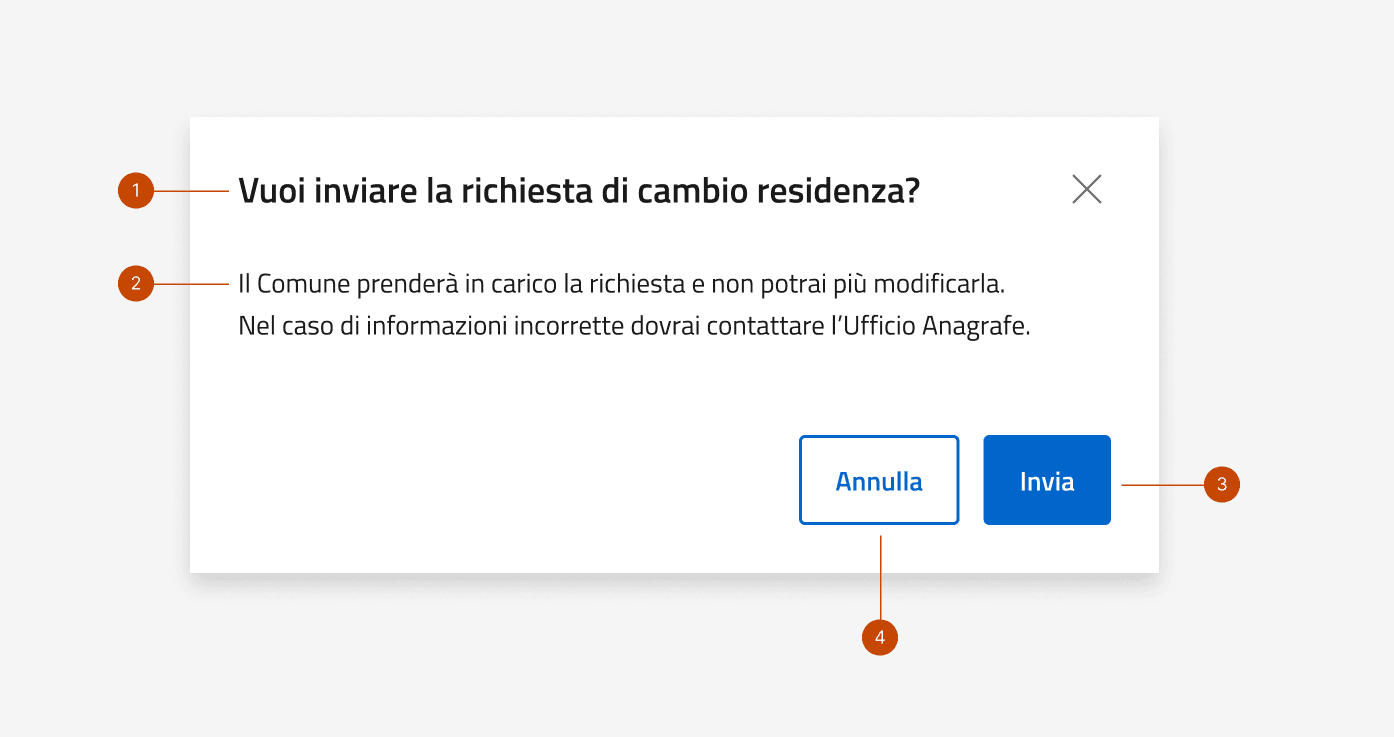 1
Vuoi inviare la richiesta di cambio residenza?
2
Il Comune prenderà in carico la richiesta e non potrai più modificarla.
Nel caso di informazioni incorrette dovrai contattare l’Ufficio Anagrafe.
Annulla
Invia
3
4